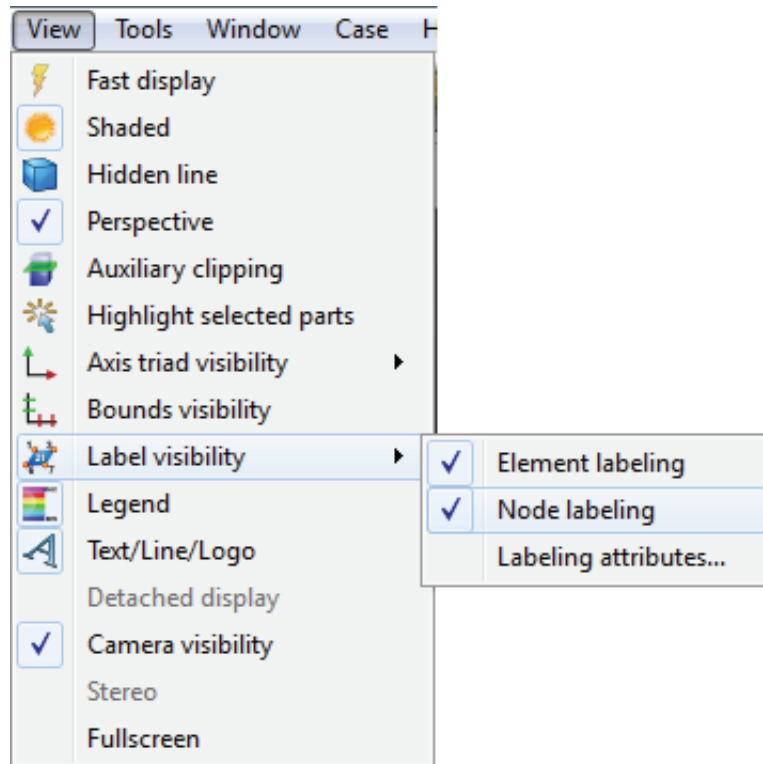 View Tools Window Case H
Fast display
Shaded
Hidden line
Perspective
Auxiliary clipping
Highlight selected parts
Axis triad visibility
Bounds visibility
Label visibility
Element labeling
Legend
Node labeling
Text/Line/Logo
Labeling attributes...
Detached display
Camera visibility
Stereo
Fullscreen